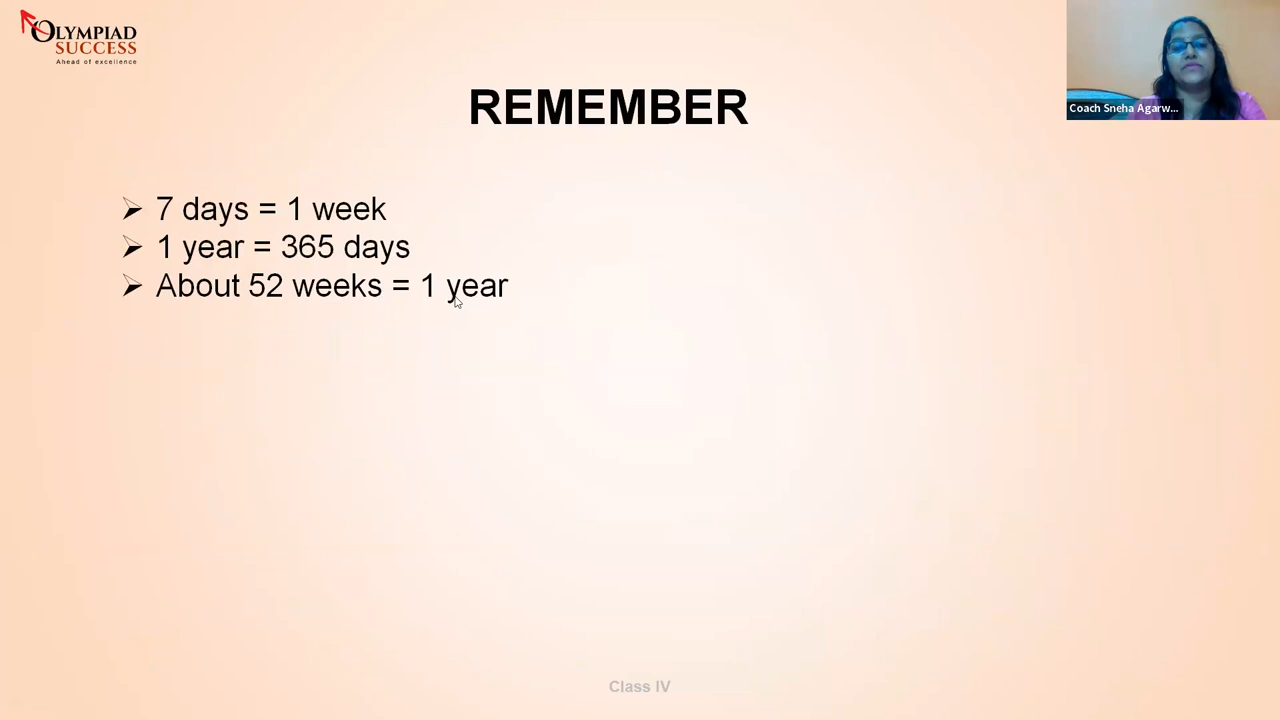 OLYMPIAD
SUCCESS
Ahead of excellence
Coach Sneha Agarw...
REMEMBER
➢ 7 days = 1 week
➢ 1 year = 365 days
➢ About 52 weeks = 1 year
Class IV